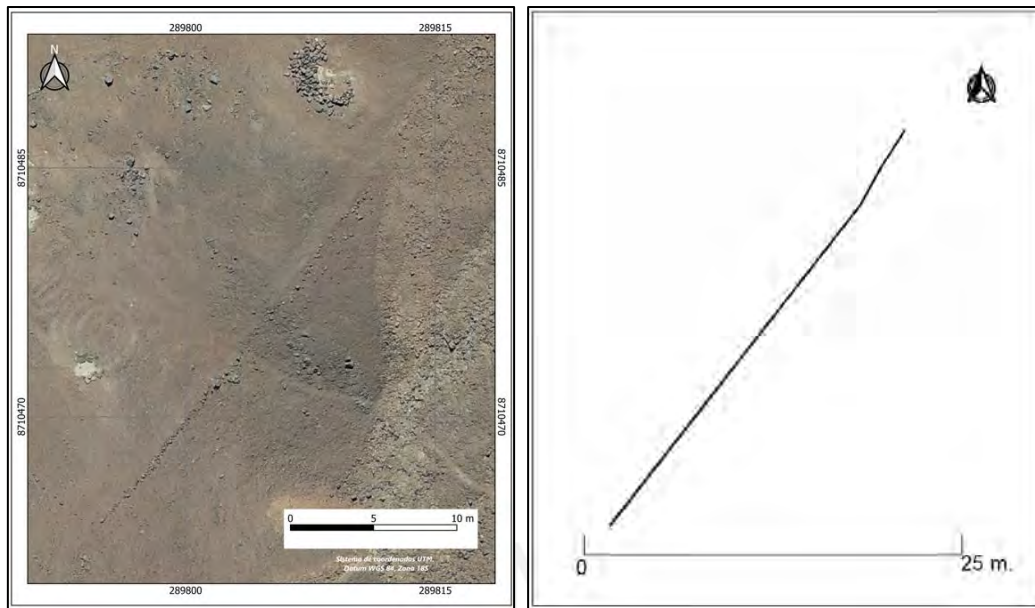 289800 289815
N
8710485 8710485
8710470 8710470
0 5 10 m
Sistema de coordenadas UTM,
Datum WGS 84, Zona 18S
289800 289815
0 25 m.